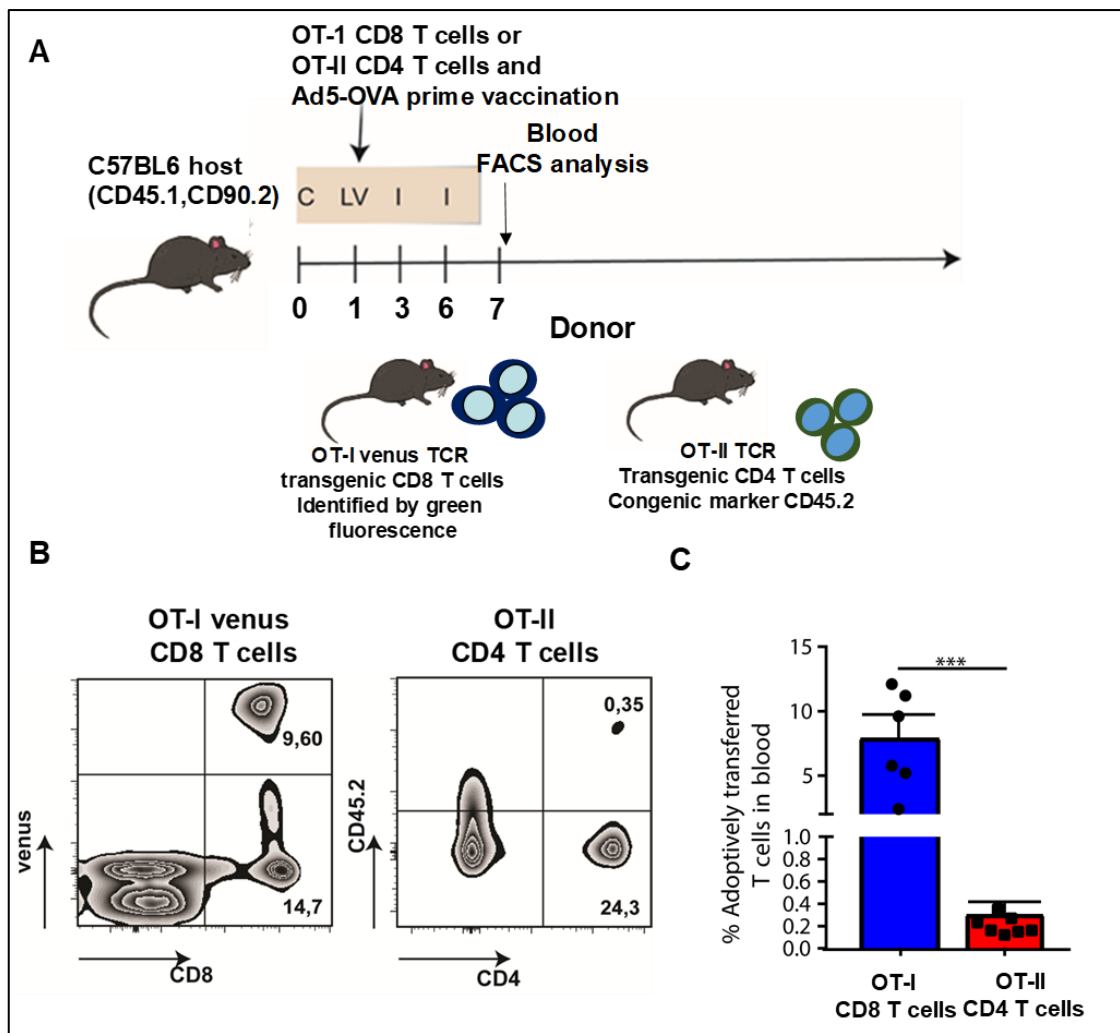 A
OT-1 CD8 T cells or
OT-II CD4 T cells and
Ad5-OVA prime vaccination
Blood
FACS analysis
C57BL6 host
(CD45.1,CD90.2)
C LV I I
0 1 3 6 7
Donor
OT-I venus TCR
transgenic CD8 T cells
Identified by green
fluorescence
OT-II TCR
Transgenic CD4 T cells
Congenic marker CD45.2
B
OT-I venus
CD8 T cells
venus
9,60
14,7
CD8
OT-II
CD4 T cells
CD45.2
0,35
24,3
CD4
C
% Adoptively transferred
T cells in blood
15
10
5
1.0
0.8
0.6
0.4
0.2
0.0
***
OT-I
CD8 T cells
OT-II
CD4 T cells